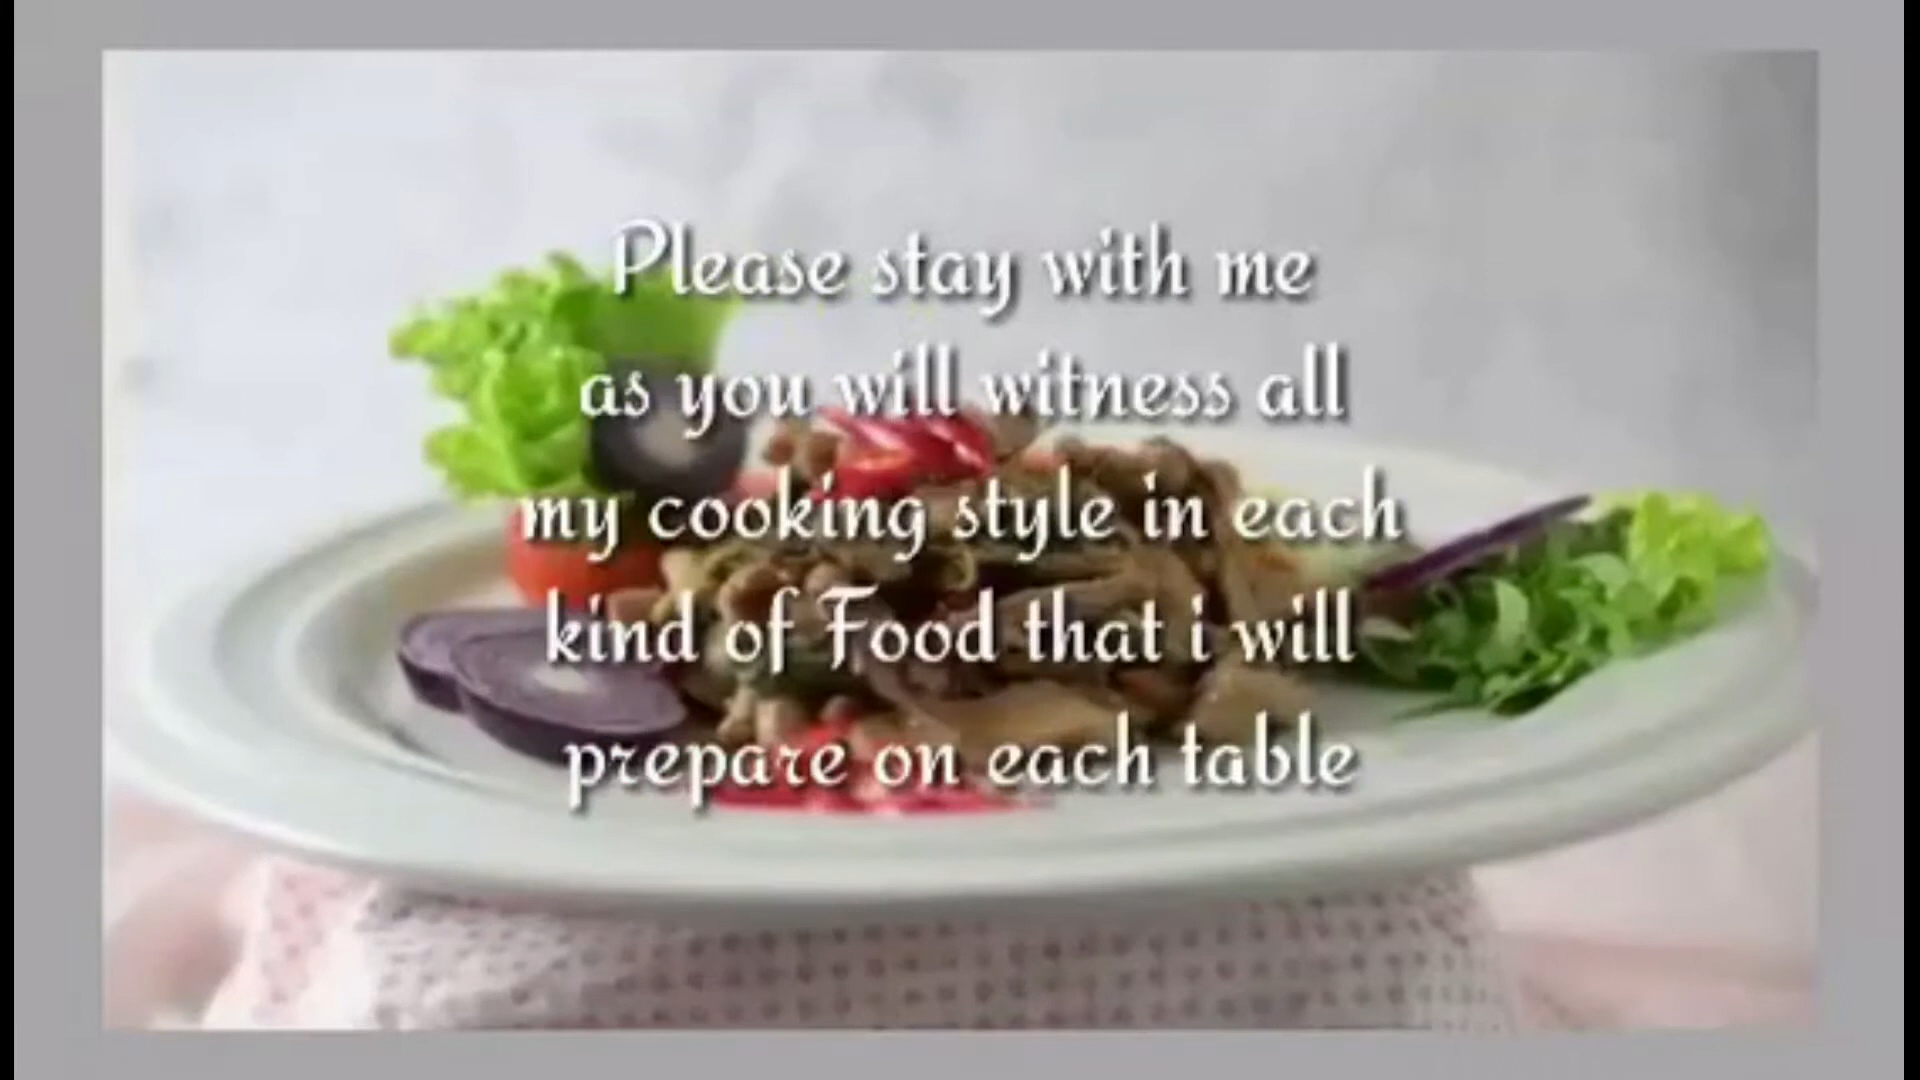 Please stay with me
as you will witness all
my cooking style in each
kind of Food that i will
prepare on each table